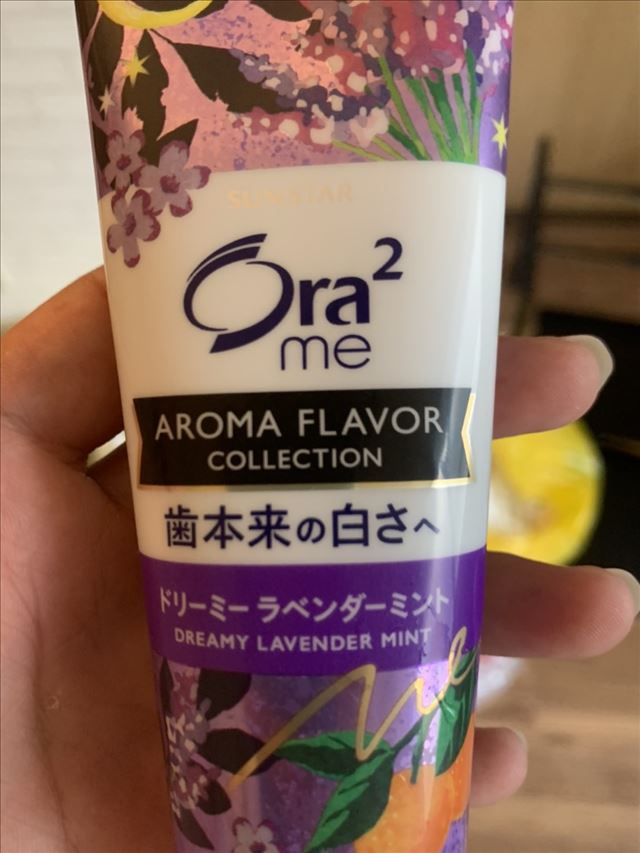 SUNSTAR
Ora²
me
AROMA FLAVOR
COLLECTION
歯本来の白さへ
ドリーミー ラベンダーミント
DREAMY LAVENDER MINT
Me